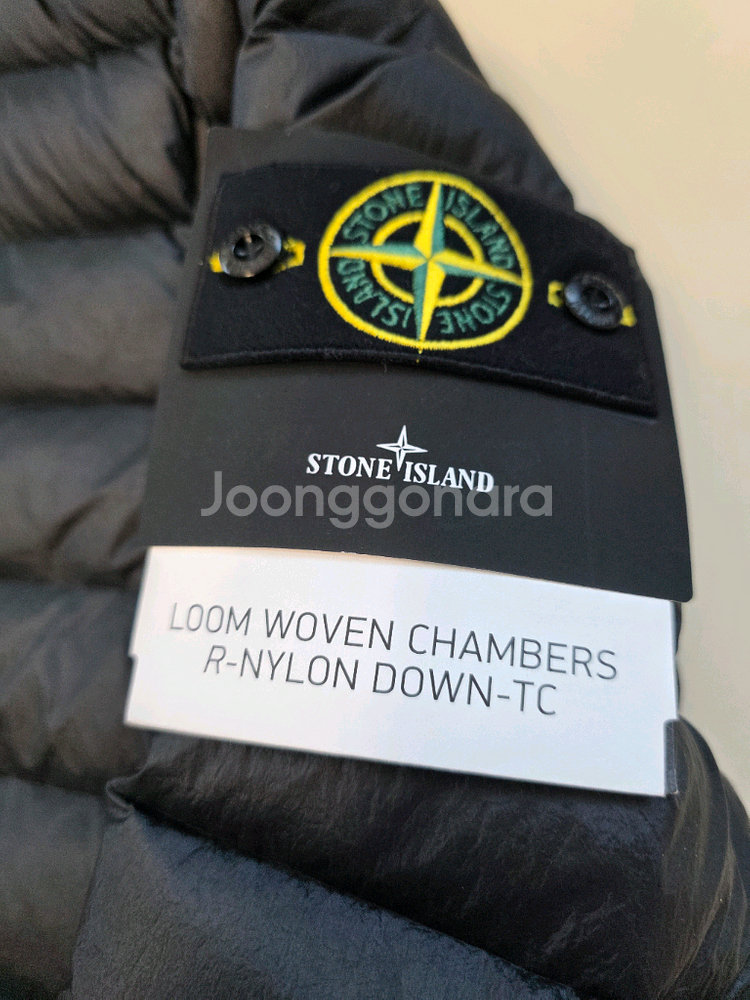 STONE ISLAND
STONE ISLAND
STONE ISLAND
Joonggonara
LOOM WOVEN CHAMBERS
R-NYLON DOWN-TC